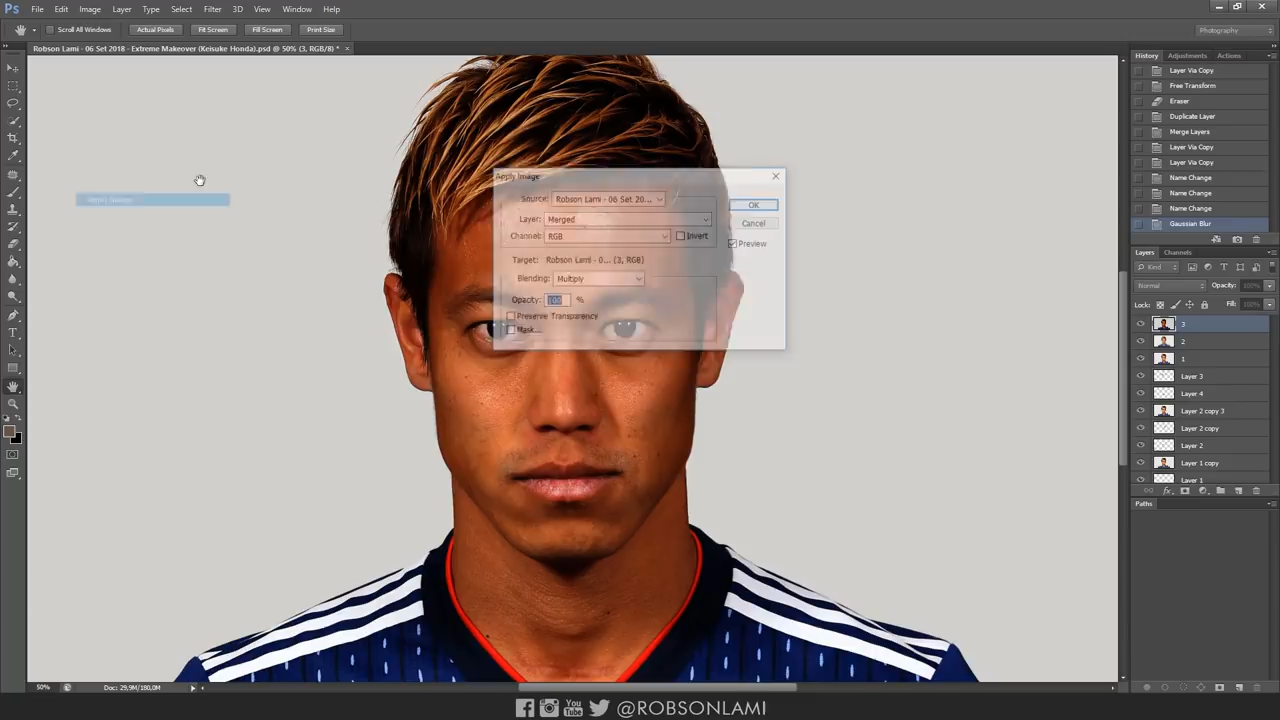 Ps File Edit Image Layer Type Select Filter 3D View Window Help
Scroll All Windows Actual Pixels Fit Screen Fill Screen Print Size Photography
Robson Lami - 06 Set 2018 - Extreme Makeover (Keisuke Honda).psd @ 50% (3, RGB/8) *
History Adjustments Actions
Layer Via Copy
Free Transform
Eraser
Duplicate Layer
Merge Layers
Layer Via Copy
Layer Via Copy
Name Change
Name Change
Name Change
Gaussian Blur
Apply Image
Source: Robson Lami - 06 Set 20...
OK
Layer: Merged
Cancel
Channel: RGB
Invert
Preview
Target: Robson Lami - 0... (3, RGB)
Blending: Multiply
Opacity: 100 %
Preserve Transparency
Mask...
Layers Channels
Kind
Normal Opacity: 100%
Lock: Fill: 100%
3
2
1
Layer 3
Layer 4
Layer 2 copy 3
Layer 2 copy
Layer 2
Layer 1 copy
Layer 1
fx
Paths
50% Doc: 29,9M/180,0M
You Tube @ROBSONLAMI